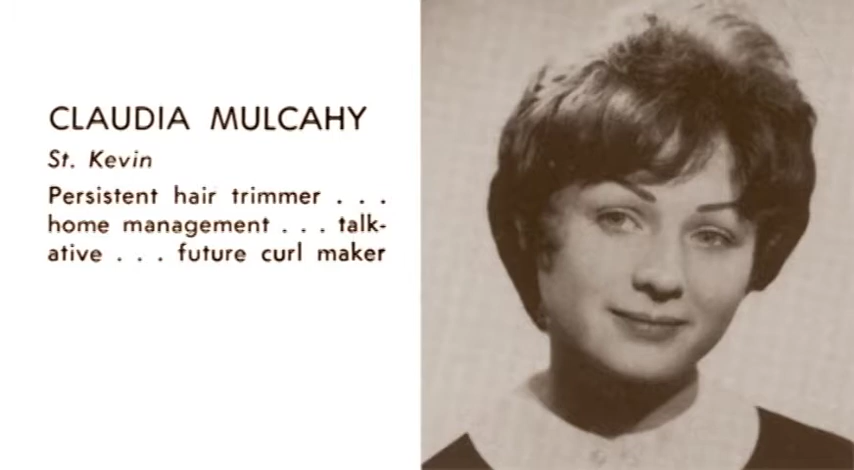 CLAUDIA MULCAHY
St. Kevin
Persistent hair trimmer . . .
home management . . . talk-
ative . . . future curl maker